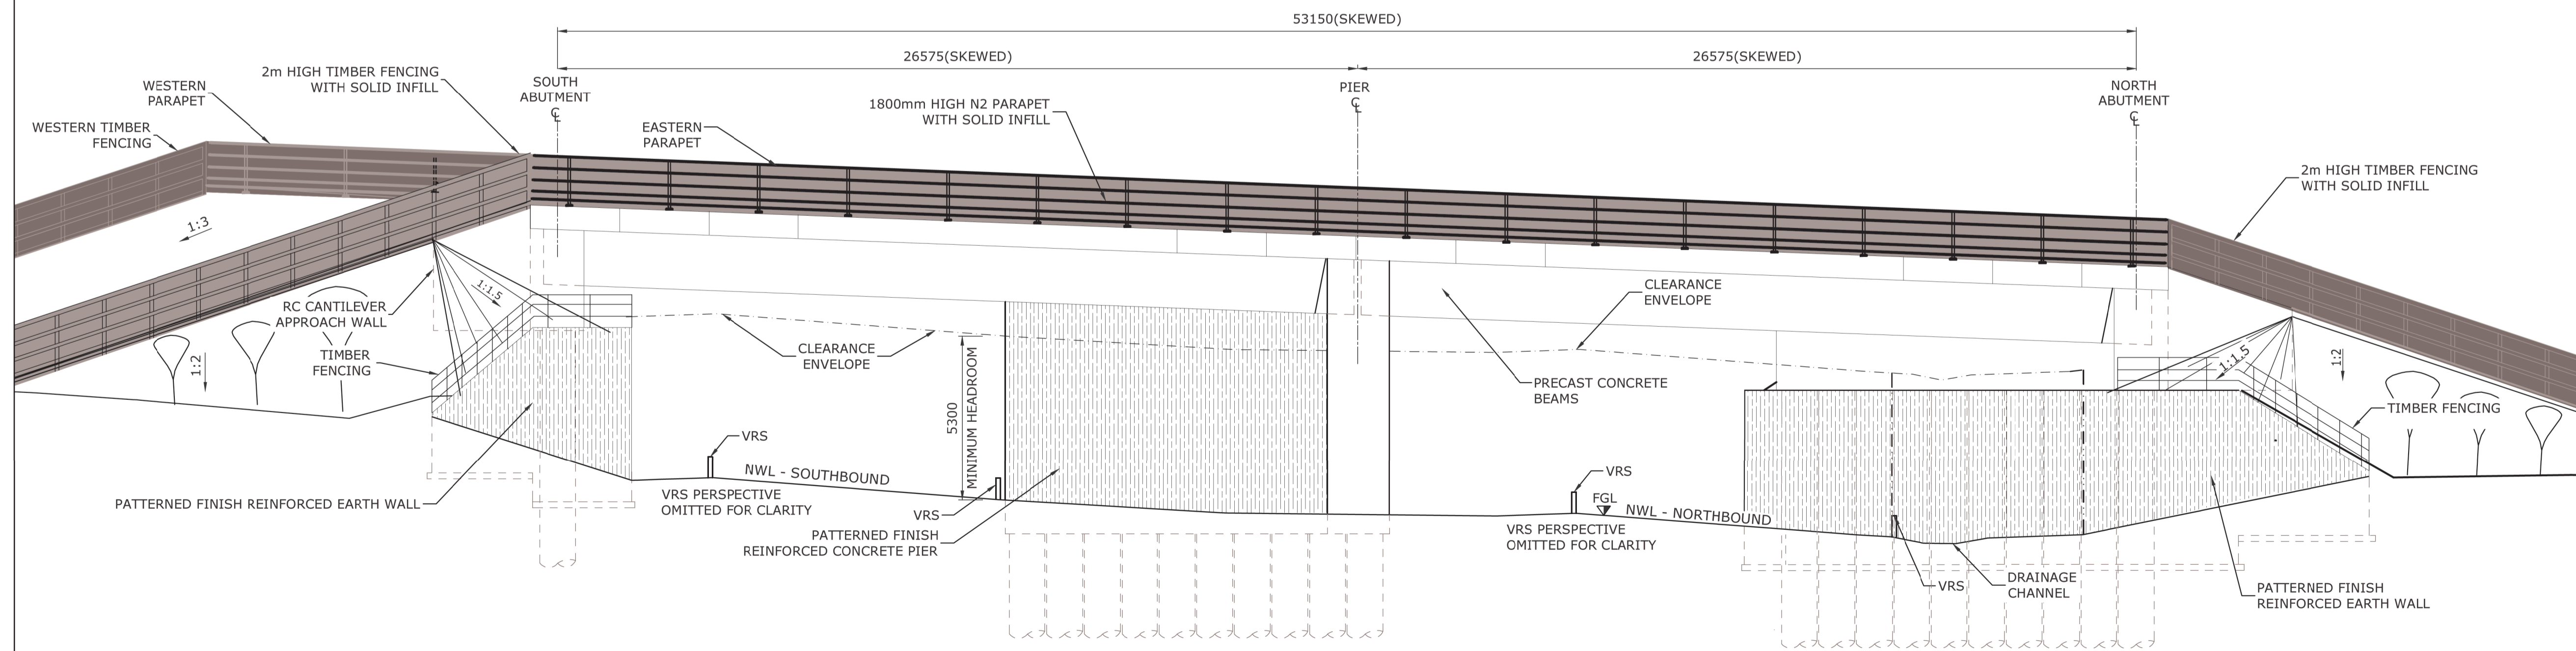 53150(SKEWED)
26575(SKEWED)
26575(SKEWED)
2m HIGH TIMBER FENCING
WITH SOLID INFILL
WESTERN
PARAPET
WESTERN TIMBER
FENCING
SOUTH
ABUTMENT
℄
EASTERN
PARAPET
1800mm HIGH N2 PARAPET
WITH SOLID INFILL
PIER
℄
NORTH
ABUTMENT
℄
2m HIGH TIMBER FENCING
WITH SOLID INFILL
1:3
1:1.5
RC CANTILEVER
APPROACH WALL
TIMBER
FENCING
1:2
CLEARANCE
ENVELOPE
CLEARANCE
ENVELOPE
5300
MINIMUM HEADROOM
PRECAST CONCRETE
BEAMS
1:1.5
1:2
TIMBER FENCING
VRS
NWL - SOUTHBOUND
VRS PERSPECTIVE
OMITTED FOR CLARITY
PATTERNED FINISH REINFORCED EARTH WALL
VRS
PATTERNED FINISH
REINFORCED CONCRETE PIER
VRS
FGL
NWL - NORTHBOUND
VRS PERSPECTIVE
OMITTED FOR CLARITY
VRS
DRAINAGE
CHANNEL
PATTERNED FINISH
REINFORCED EARTH WALL